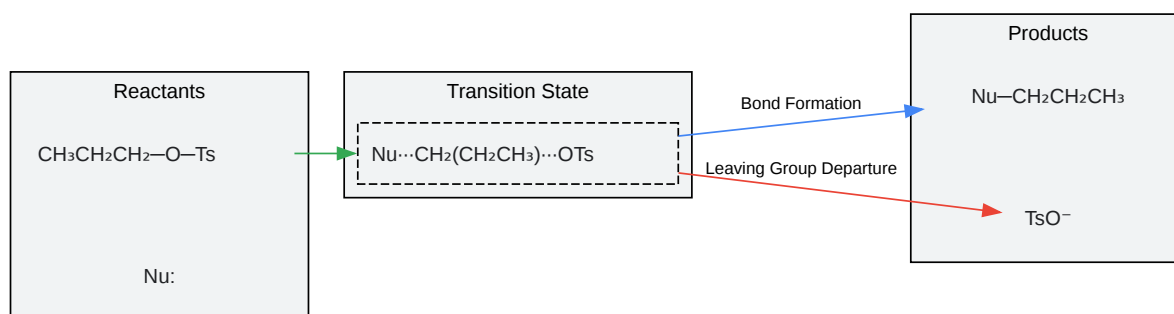 Reactants
CH₃CH₂CH₂─O─Ts
Nu:
Transition State
Nu···CH₂(CH₂CH₃)···OTs
Bond Formation
Leaving Group Departure
Products
Nu─CH₂CH₂CH₃
TsO⁻